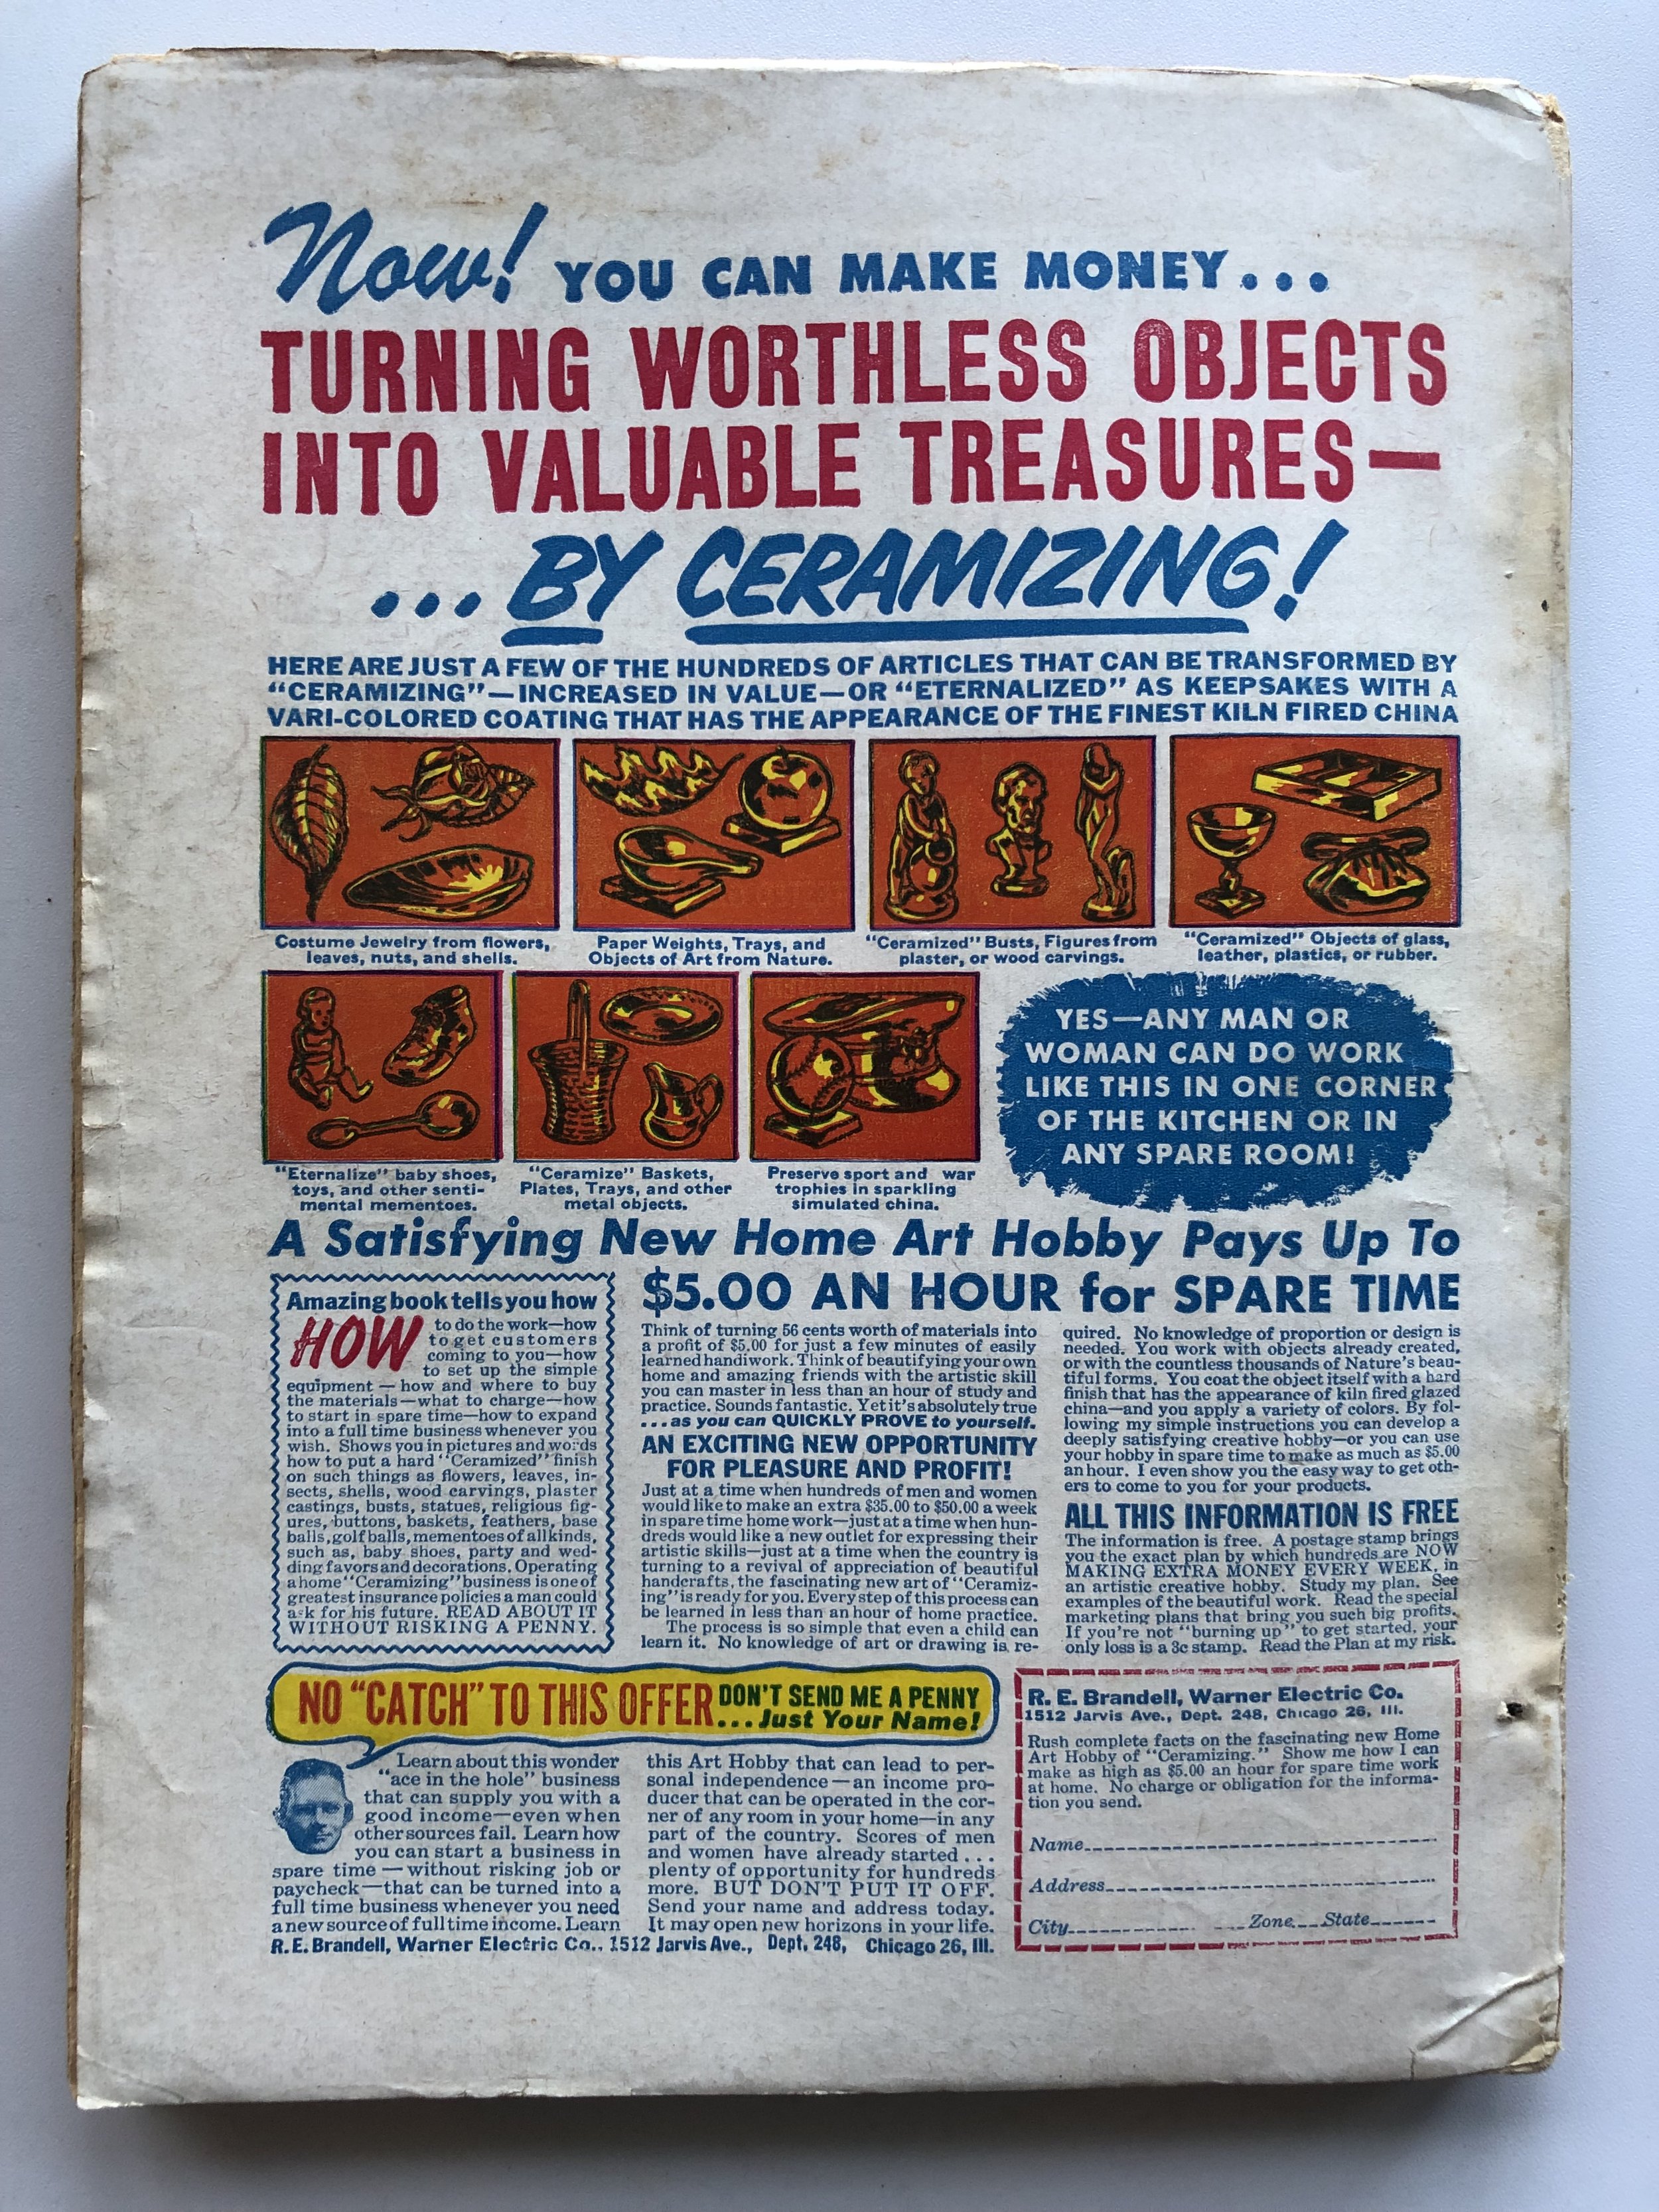 Now! YOU CAN MAKE MONEY...
TURNING WORTHLESS OBJECTS
INTO VALUABLE TREASURES—
...BY CERAMIZING!
HERE ARE JUST A FEW OF THE HUNDREDS OF ARTICLES THAT CAN BE TRANSFORMED BY
"CERAMIZING"—INCREASED IN VALUE—OR "ETERNALIZED" AS KEEPSAKES WITH A
VARI-COLORED COATING THAT HAS THE APPEARANCE OF THE FINEST KILN FIRED CHINA
Costume Jewelry from flowers,
leaves, nuts, and shells.
Paper Weights, Trays, and
Objects of Art from Nature.
"Ceramized" Busts, Figures from
plaster, or wood carvings.
"Ceramized" Objects of glass,
leather, plastics, or rubber.
"Eternalize" baby shoes,
toys, and other senti-
mental mementoes.
"Ceramize" Baskets,
Plates, Trays, and other
metal objects.
Preserve sport and war
trophies in sparkling
simulated china.
YES—ANY MAN OR
WOMAN CAN DO WORK
LIKE THIS IN ONE CORNER
OF THE KITCHEN OR IN
ANY SPARE ROOM!
A Satisfying New Home Art Hobby Pays Up To
$5.00 AN HOUR for SPARE TIME
Amazing book tells you how
HOW to do the work—how
to get customers
coming to you—how
to set up the simple
equipment — how and where to buy
the materials—what to charge—how
to start in spare time—how to expand
into a full time business whenever you
wish. Shows you in pictures and words
how to put a hard "Ceramized" finish
on such things as flowers, leaves, in-
sects, shells, wood carvings, plaster
castings, busts, statues, religious fig-
ures, buttons, baskets, feathers, base
balls, golf balls, mementoes of all kinds,
such as, baby shoes, party and wed-
ding favors and decorations. Operating
a home "Ceramizing" business is one of
greatest insurance policies a man could
ask for his future. READ ABOUT IT
WITHOUT RISKING A PENNY.
Think of turning 56 cents worth of materials into
a profit of $5.00 for just a few minutes of easily
learned handiwork. Think of beautifying your own
home and amazing friends with the artistic skill
you can master in less than an hour of study and
practice. Sounds fantastic. Yet it's absolutely true
...as you can QUICKLY PROVE to yourself.
AN EXCITING NEW OPPORTUNITY
FOR PLEASURE AND PROFIT!
Just at a time when hundreds of men and women
would like to make an extra $35.00 to $50.00 a week
in spare time home work—just at a time when hun-
dreds would like a new outlet for expressing their
artistic skills—just at a time when the country is
turning to a revival of appreciation of beautiful
handcrafts, the fascinating new art of "Ceramiz-
ing" is ready for you. Every step of this process can
be learned in less than an hour of home practice.
The process is so simple that even a child can
learn it. No knowledge of art or drawing is re-
quired. No knowledge of proportion or design is
needed. You work with objects already created,
or with the countless thousands of Nature's beau-
tiful forms. You coat the object itself with a hard
finish that has the appearance of kiln fired glazed
china—and you apply a variety of colors. By fol-
lowing my simple instructions you can develop a
deeply satisfying creative hobby—or you can use
your hobby in spare time to make as much as $5.00
an hour. I even show you the easy way to get oth-
ers to come to you for your products.
ALL THIS INFORMATION IS FREE
The information is free. A postage stamp brings
you the exact plan by which hundreds are NOW
MAKING EXTRA MONEY EVERY WEEK, in
an artistic creative hobby. Study my plan. See
examples of the beautiful work. Read the special
marketing plans that bring you such big profits.
If you're not "burning up" to get started, your
only loss is a 3c stamp. Read the Plan at my risk.
NO "CATCH" TO THIS OFFER DON'T SEND ME A PENNY
...Just Your Name!
Learn about this wonder
"ace in the hole" business
that can supply you with a
good income—even when
other sources fail. Learn how
you can start a business in
spare time — without risking job or
paycheck—that can be turned into a
full time business whenever you need
a new source of full time income. Learn
this Art Hobby that can lead to per-
sonal independence — an income pro-
ducer that can be operated in the cor-
ner of any room in your home—in any
part of the country. Scores of men
and women have already started...
plenty of opportunity for hundreds
more. BUT DON'T PUT IT OFF.
Send your name and address today.
It may open new horizons in your life.
R. E. Brandell, Warner Electric Co., 1512 Jarvis Ave., Dept. 248, Chicago 26, Ill.
R. E. Brandell, Warner Electric Co.
1512 Jarvis Ave., Dept. 248, Chicago 26, Ill.
Rush complete facts on the fascinating new Home
Art Hobby of "Ceramizing." Show me how I can
make as high as $5.00 an hour for spare time work
at home. No charge or obligation for the informa-
tion you send.
Name
Address
City Zone State